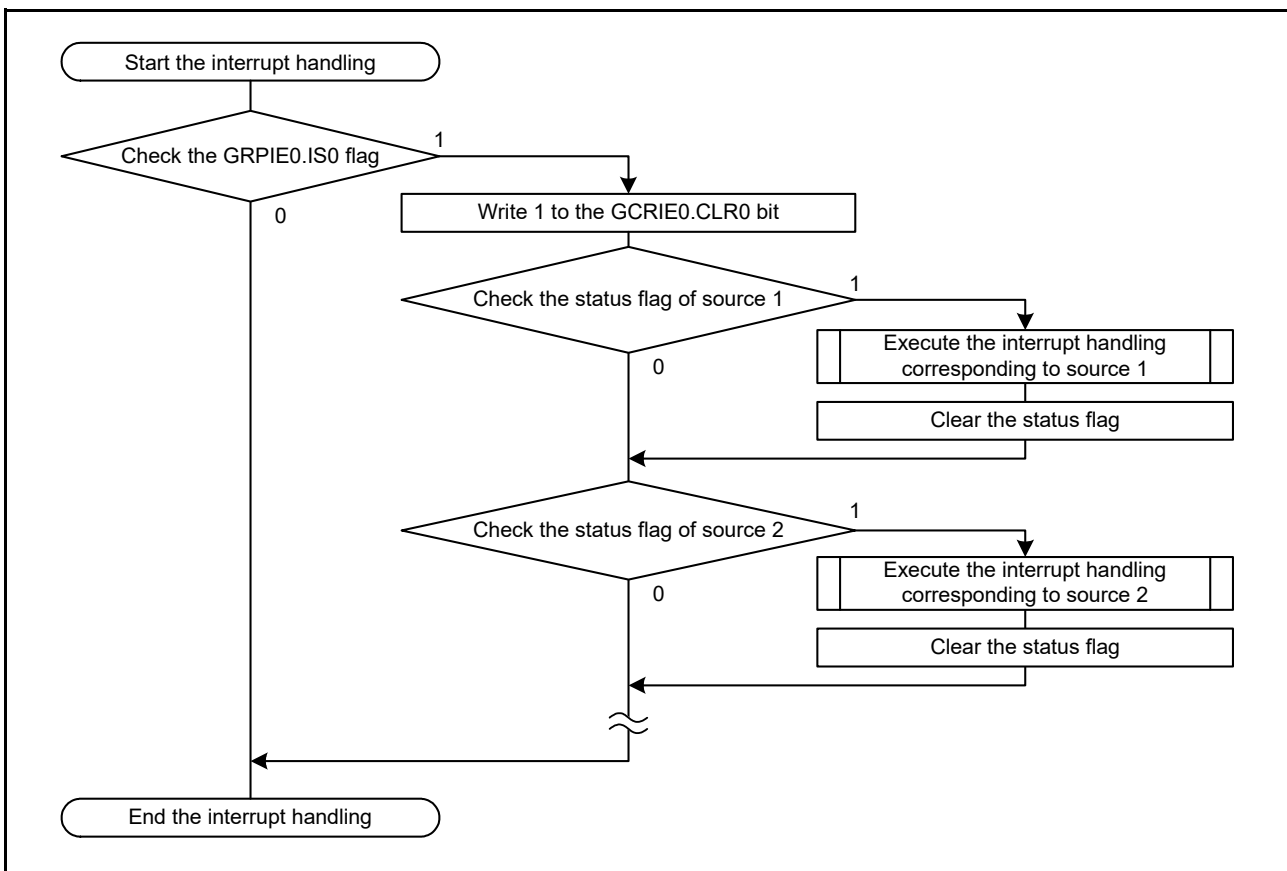 Start the interrupt handling
Check the GRPIE0.IS0 flag
1
0
Write 1 to the GCRIE0.CLR0 bit
Check the status flag of source 1
1
0
Execute the interrupt handling
corresponding to source 1
Clear the status flag
Check the status flag of source 2
1
0
Execute the interrupt handling
corresponding to source 2
Clear the status flag
End the interrupt handling